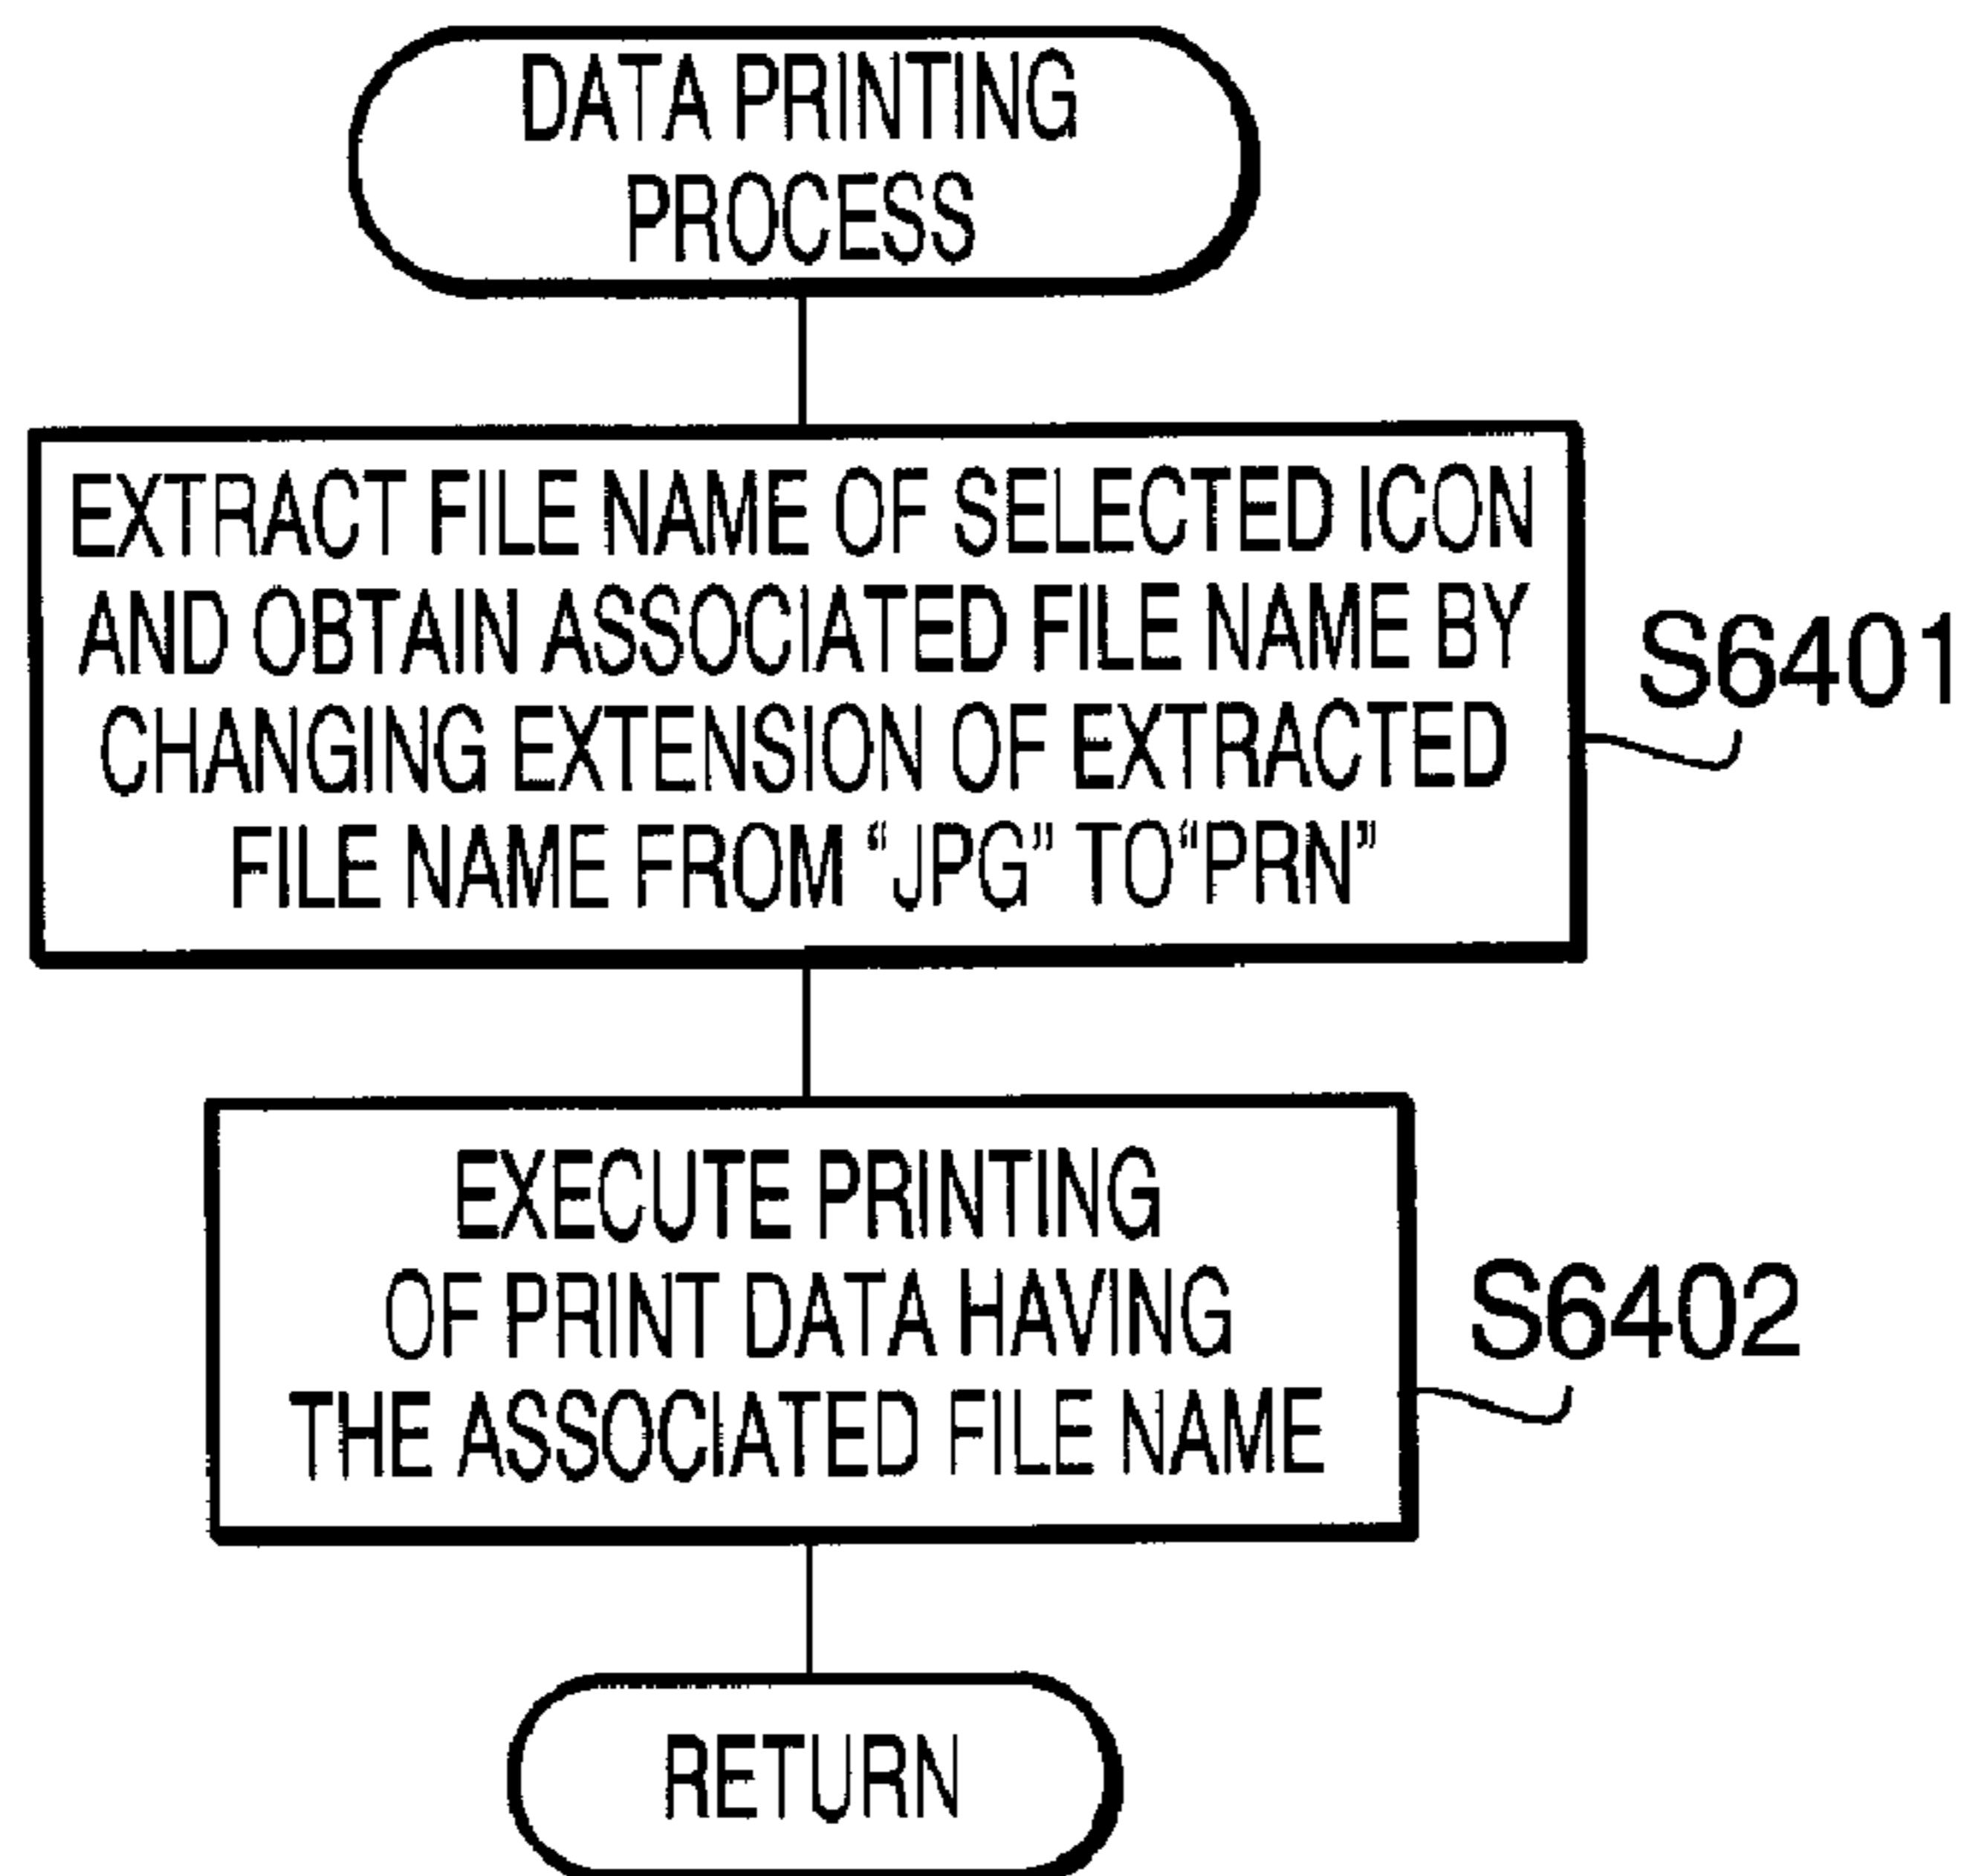 DATA PRINTING
PROCESS
EXTRACT FILE NAME OF SELECTED ICON
AND OBTAIN ASSOCIATED FILE NAME BY
CHANGING EXTENSION OF EXTRACTED
FILE NAME FROM “JPG” TO“PRN”
S6401
EXECUTE PRINTING
OF PRINT DATA HAVING
THE ASSOCIATED FILE NAME
S6402
RETURN